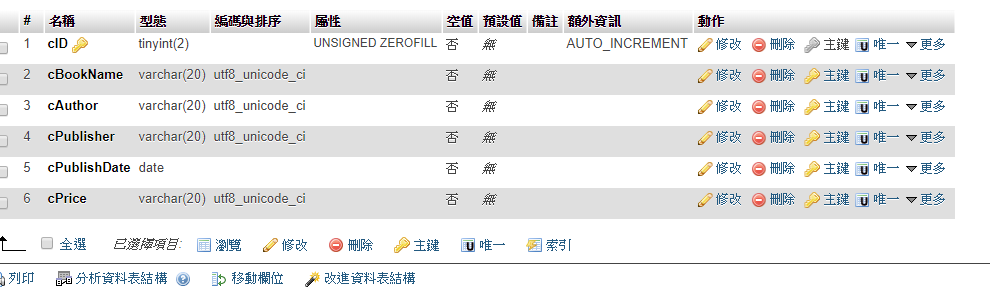 # 名稱 型態 編碼與排序 屬性 空值 預設值 備註 額外資訊 動作
1 cID tinyint(2) UNSIGNED ZEROFILL 否 無 AUTO_INCREMENT 修改 刪除 主鍵 唯一 更多
2 cBookName varchar(20) utf8_unicode_ci 否 無 修改 刪除 主鍵 唯一 更多
3 cAuthor varchar(20) utf8_unicode_ci 否 無 修改 刪除 主鍵 唯一 更多
4 cPublisher varchar(20) utf8_unicode_ci 否 無 修改 刪除 主鍵 唯一 更多
5 cPublishDate date 否 無 修改 刪除 主鍵 唯一 更多
6 cPrice varchar(20) utf8_unicode_ci 否 無 修改 刪除 主鍵 唯一 更多
全選 已選擇項目: 瀏覽 修改 刪除 主鍵 唯一 索引
列印 分析資料表結構 移動欄位 改進資料表結構